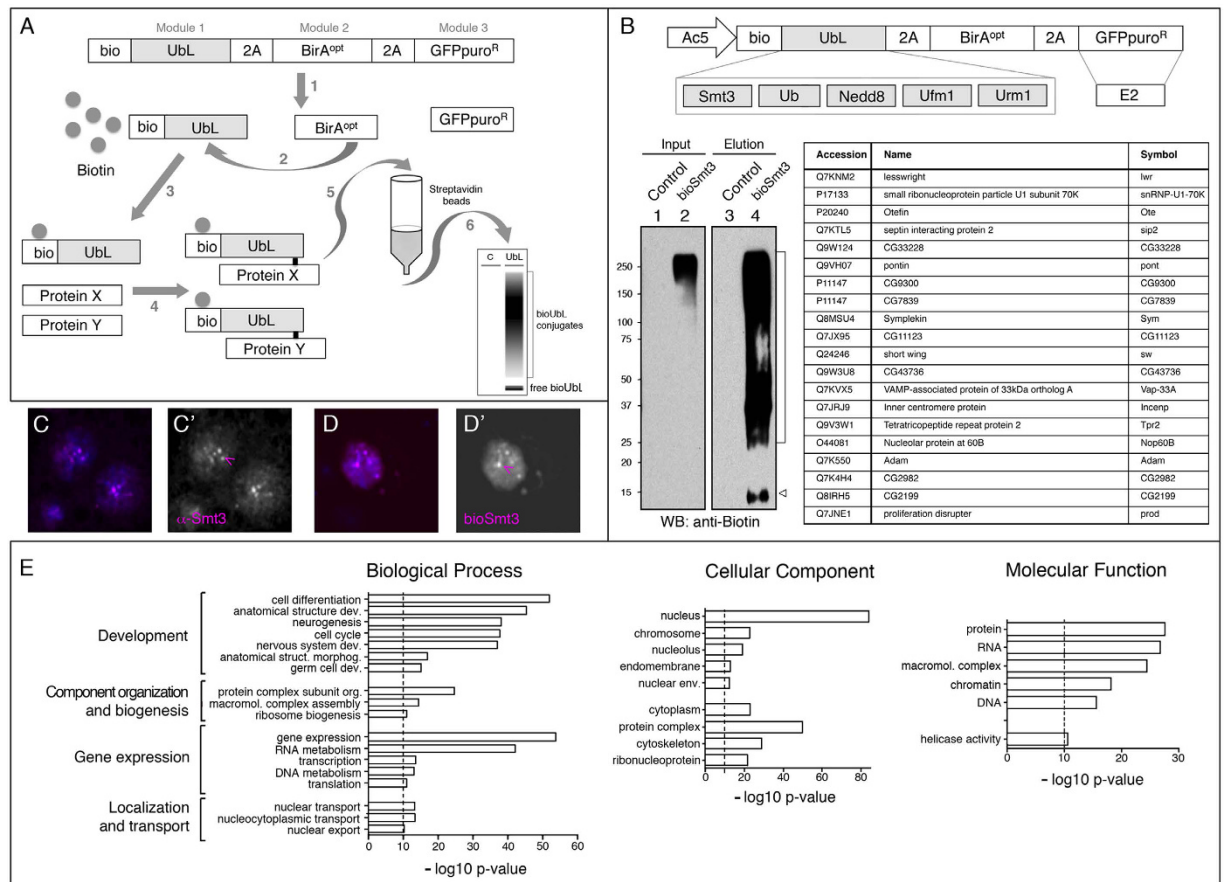 A
Module 1 Module 2 Module 3
bio UbL 2A BirAopt 2A GFPpuroR
1
bio UbL BirAopt GFPpuroR
Biotin
2
3
5
Streptavidin
beads
6
bio UbL
bio UbL
Protein X
Protein X
4
Protein Y
bio UbL
Protein Y
C UbL
bioUbL
conjugates
free bioUbL
B
Ac5 bio UbL 2A BirAopt 2A GFPpuroR
Smt3 Ub Nedd8 Ufm1 Urm1 E2
Input Elution
Control bioSmt3 Control bioSmt3
1 2 3 4
250
150
100
75
50
37
25
20
15
WB: anti-Biotin
Accession Name Symbol
Q7KNM2 lesswright lwr
P17133 small ribonucleoprotein particle U1 subunit 70K snRNP-U1-70K
P20240 Otefin Ote
Q7KTL5 septin interacting protein 2 sip2
Q9W124 CG33228 CG33228
Q9VH07 pontin pont
P11147 CG9300 CG9300
P11147 CG7839 CG7839
Q8MSU4 Symplekin Sym
Q7JX95 CG11123 CG11123
Q24246 short wing sw
Q9W3U8 CG43736 CG43736
Q7KVX5 VAMP-associated protein of 33kDa ortholog A Vap-33A
Q7JRJ9 Inner centromere protein Incenp
Q9V3W1 Tetratricopeptide repeat protein 2 Tpr2
O44081 Nucleolar protein at 60B Nop60B
Q7K550 Adam Adam
Q7K4H4 CG2982 CG2982
Q8IRH5 CG2199 CG2199
Q7JNE1 proliferation disrupter prod
C C' D D'
α-Smt3 bioSmt3
E
Biological Process
Development
cell differentiation
anatomical structure dev.
neurogenesis
cell cycle
nervous system dev.
anatomical struct. morphog.
germ cell dev.
Component organization
and biogenesis
protein complex subunit org.
macromol. complex assembly
ribosome biogenesis
Gene expression
gene expression
RNA metabolism
transcription
DNA metabolism
translation
Localization
and transport
nuclear transport
nucleocytoplasmic transport
nuclear export
0 10 20 30 40 50 60
- log10 p-value
Cellular Component
nucleus
chromosome
nucleolus
endomembrane
nuclear env.
cytoplasm
protein complex
cytoskeleton
ribonucleoprotein
0 20 40 60 80
- log10 p-value
Molecular Function
protein
RNA
macromol. complex
chromatin
DNA
helicase activity
0 10 20 30
- log10 p-value